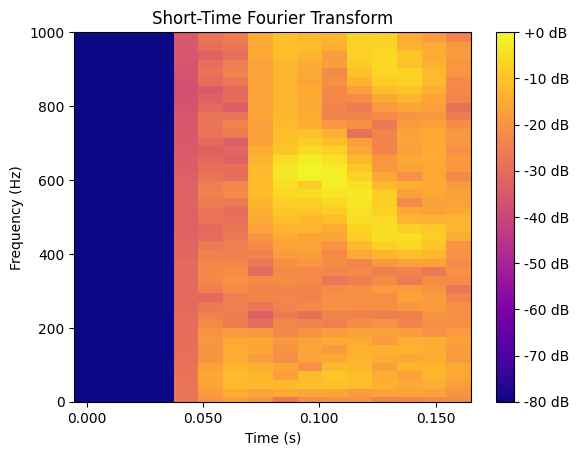 Short-Time Fourier Transform
Frequency (Hz)
1000
800
600
400
200
0
0.000
0.050
0.100
0.150
Time (s)
+0 dB
-10 dB
-20 dB
-30 dB
-40 dB
-50 dB
-60 dB
-70 dB
-80 dB